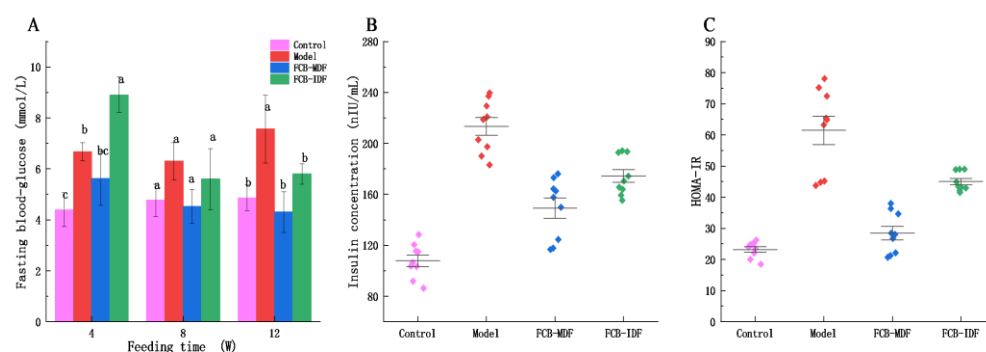 A
Control
Model
FCB-MDF
FCB-IDF
Fasting blood-glucose (mmol/L)
10
8
6
4
2
0
c
b
bc
a
a
a
a
a
b
a
b
b
4
8
12
Feeding time (W)
B
Insulin concentration (nIU/mL)
280
240
200
160
120
80
Control
Model
FCB-MDF
FCB-IDF
C
HOMA-IR
90
80
70
60
50
40
30
20
10
0
Control
Model
FCB-MDF
FCB-IDF